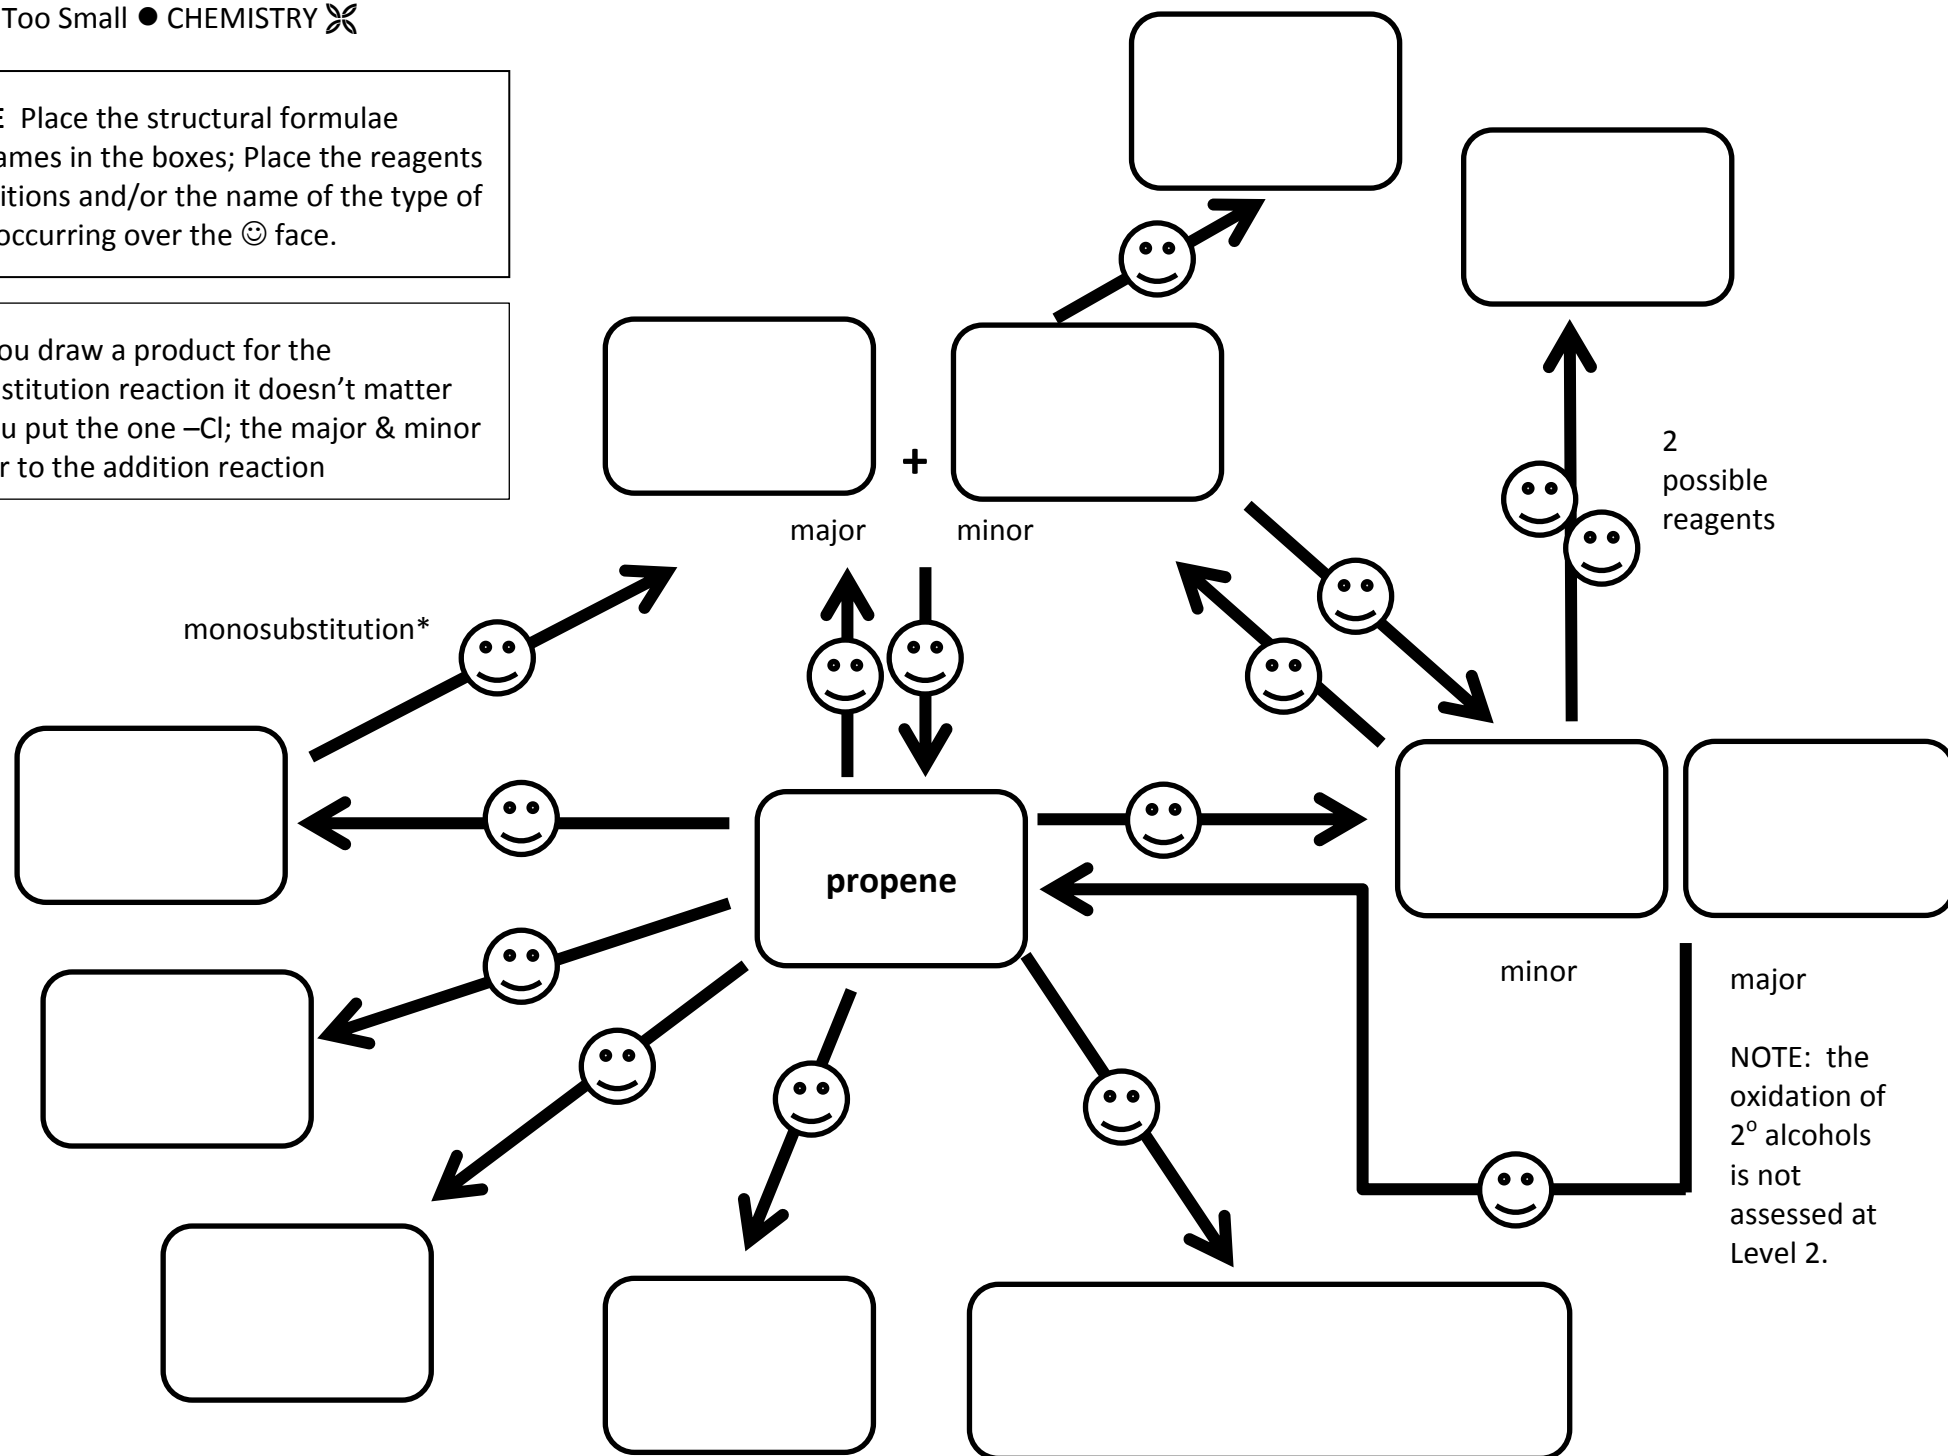 Too Small ● CHEMISTRY
E Place the structural formulae
ames in the boxes; Place the reagents
itions and/or the name of the type of
occurring over the ☺ face.
ou draw a product for the
stitution reaction it doesn’t matter
u put the one –Cl; the major & minor
r to the addition reaction
+
major
minor
2
possible
reagents
monosubstitution*
propene
minor
major
NOTE: the
oxidation of
2° alcohols
is not
assessed at
Level 2.